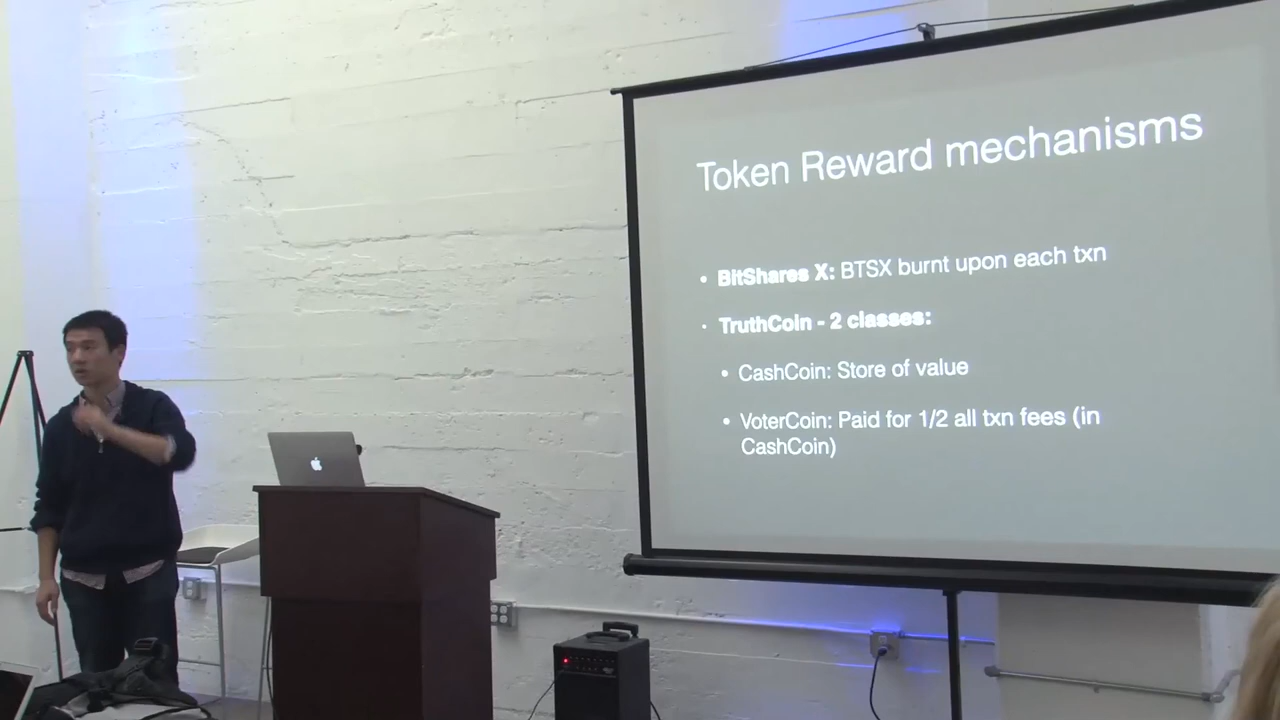 Token Reward mechanisms
• BitShares X: BTSX burnt upon each txn
• TruthCoin - 2 classes:
• CashCoin: Store of value
• VoterCoin: Paid for 1/2 all txn fees (in
CashCoin)